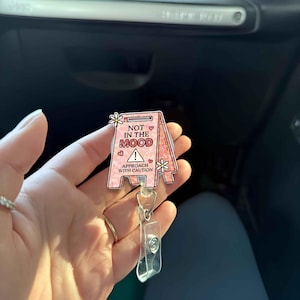 NOT
IN THE
MOOD
APPROACH
WITH CAUTION